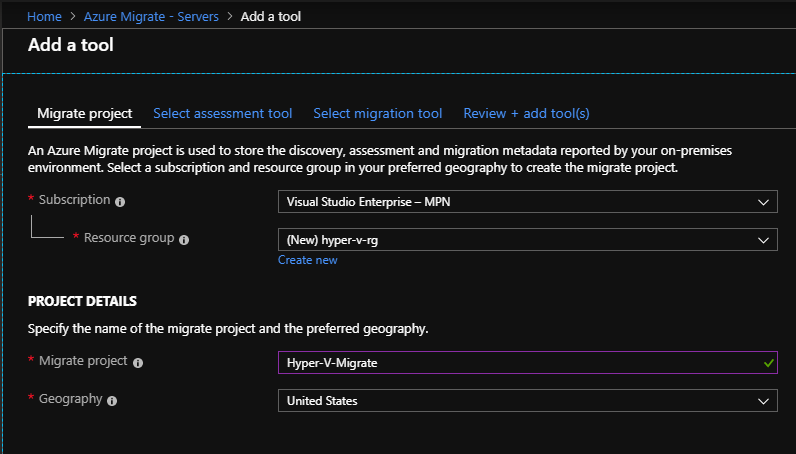 Home > Azure Migrate - Servers > Add a tool
Add a tool
Migrate project Select assessment tool Select migration tool Review + add tool(s)
An Azure Migrate project is used to store the discovery, assessment and migration metadata reported by your on-premises
environment. Select a subscription and resource group in your preferred geography to create the migrate project.
* Subscription Visual Studio Enterprise – MPN
* Resource group (New) hyper-v-rg
Create new
PROJECT DETAILS
Specify the name of the migrate project and the preferred geography.
* Migrate project Hyper-V-Migrate
* Geography United States